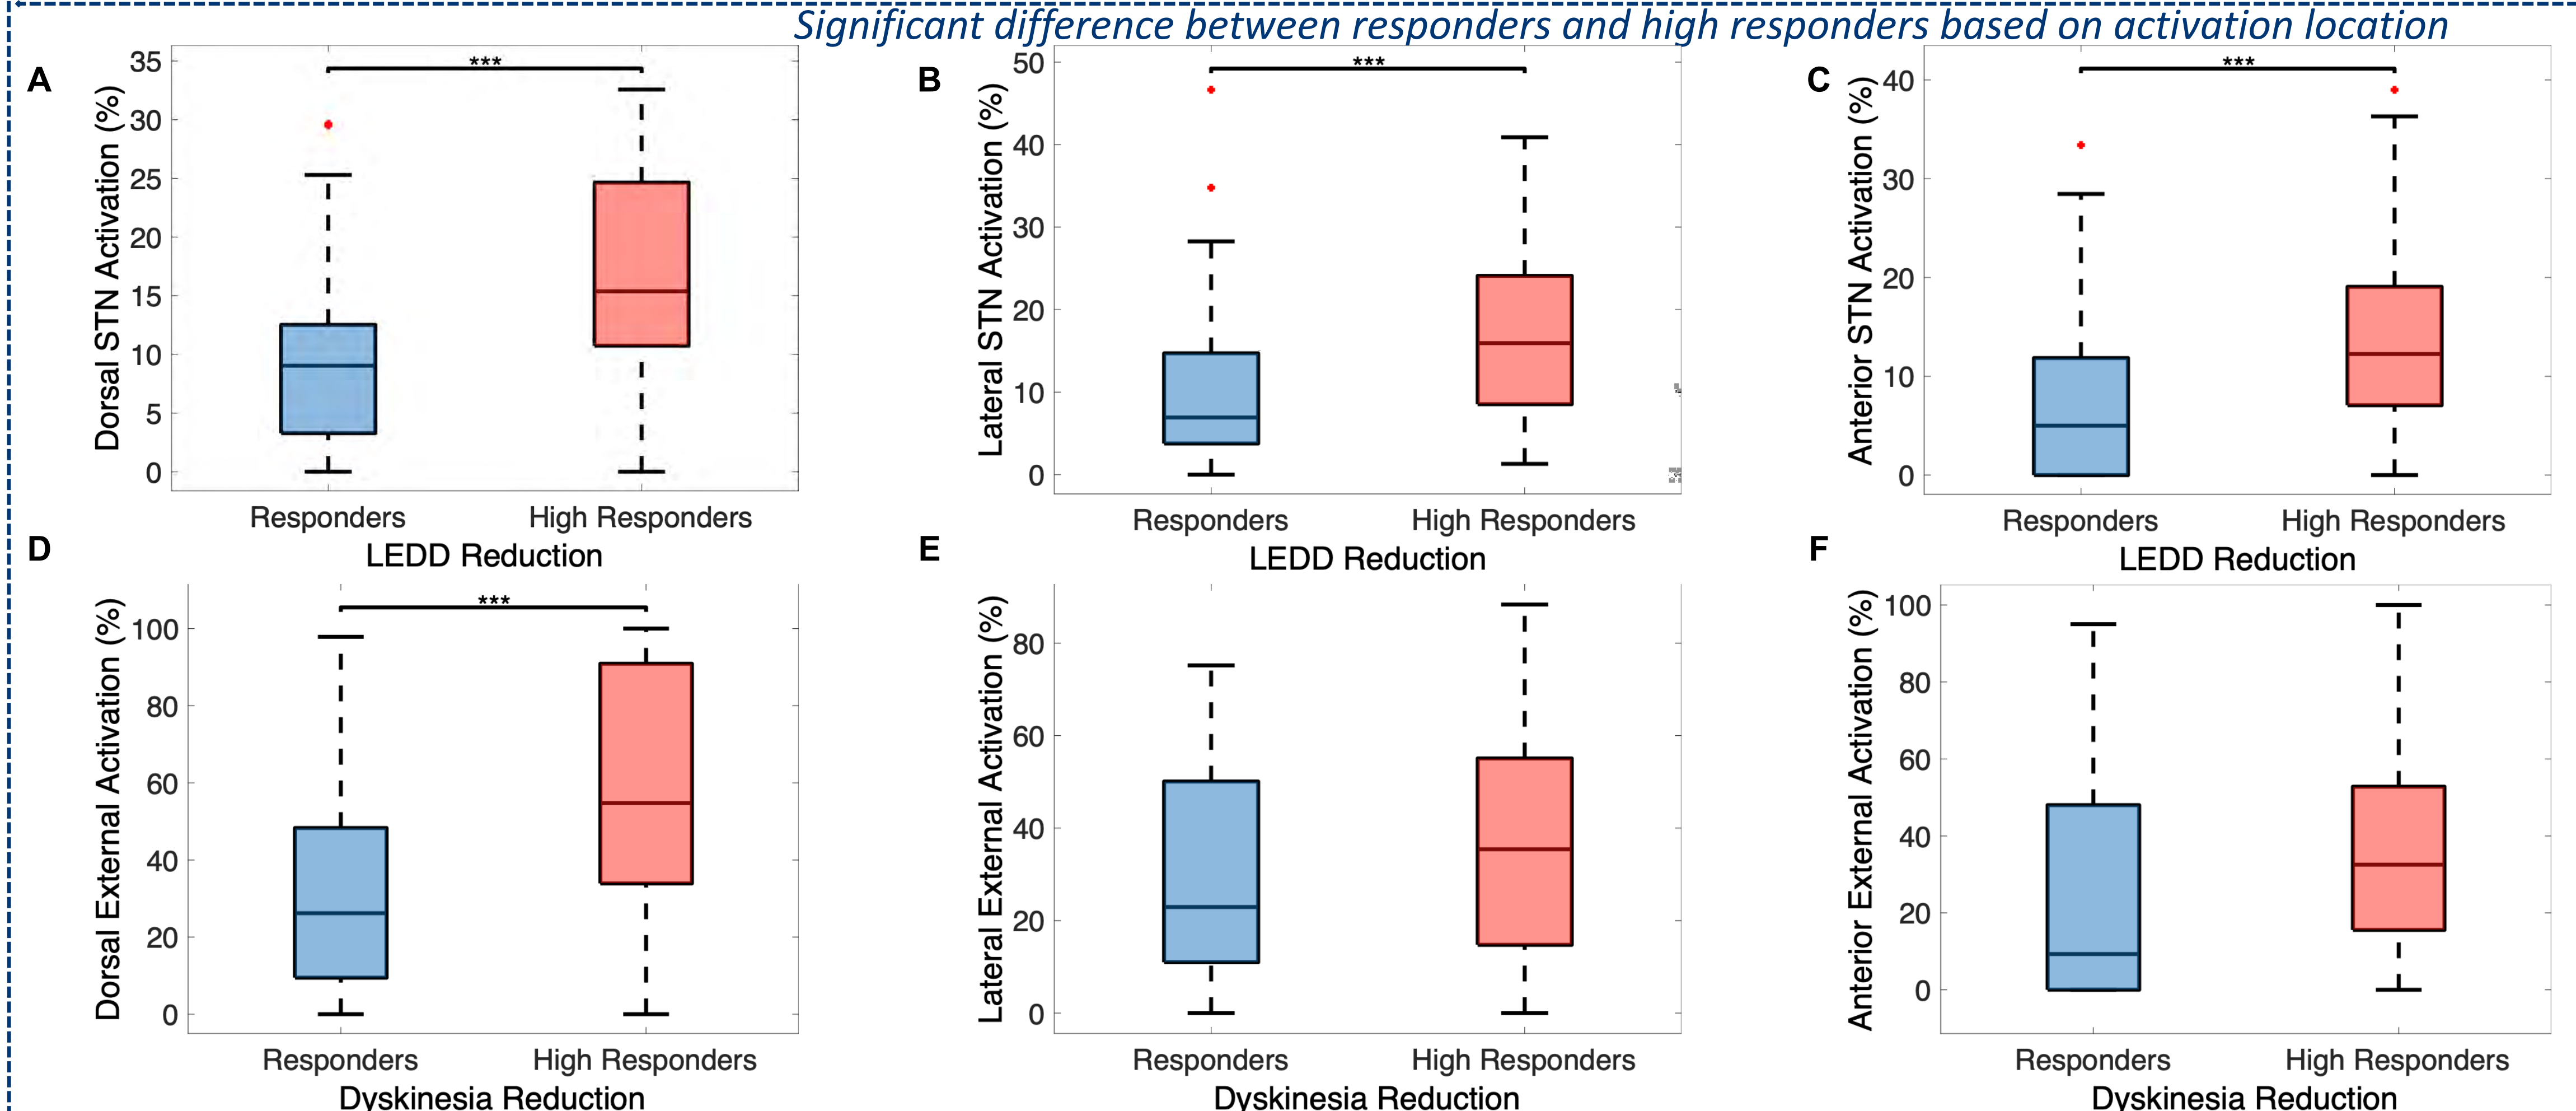 Significant difference between responders and high responders based on activation location
A
Dorsal STN Activation (%)
35
30
25
20
15
10
5
0
***
Responders High Responders
LEDD Reduction
B
Lateral STN Activation (%)
50
40
30
20
10
0
***
Responders High Responders
LEDD Reduction
C
Anterior STN Activation (%)
40
30
20
10
0
***
Responders High Responders
LEDD Reduction
D
Dorsal External Activation (%)
100
80
60
40
20
0
***
Responders High Responders
Dyskinesia Reduction
E
Lateral External Activation (%)
80
60
40
20
0
Responders High Responders
Dyskinesia Reduction
F
Anterior External Activation (%)
100
80
60
40
20
0
Responders High Responders
Dyskinesia Reduction